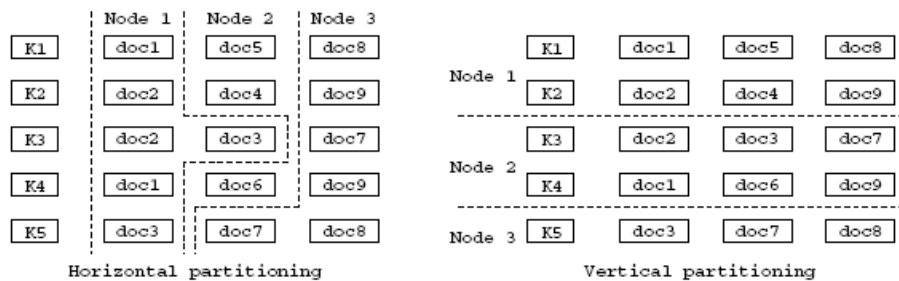 Node 1 Node 2 Node 3
K1 doc1 doc5 doc8
K2 doc2 doc4 doc9
K3 doc2 doc3 doc7
K4 doc1 doc6 doc9
K5 doc3 doc7 doc8
Horizontal partitioning
K1 doc1 doc5 doc8
Node 1
K2 doc2 doc4 doc9
K3 doc2 doc3 doc7
Node 2
K4 doc1 doc6 doc9
Node 3 K5 doc3 doc7 doc8
Vertical partitioning